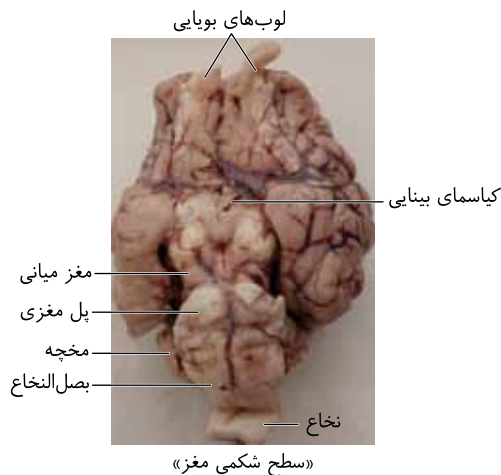 لوب‌های بویایی
کیاسمای بینایی
مغز میانی
پل مغزی
مخچه
بصل‌النخاع
نخاع
«سطح شکمی مغز»